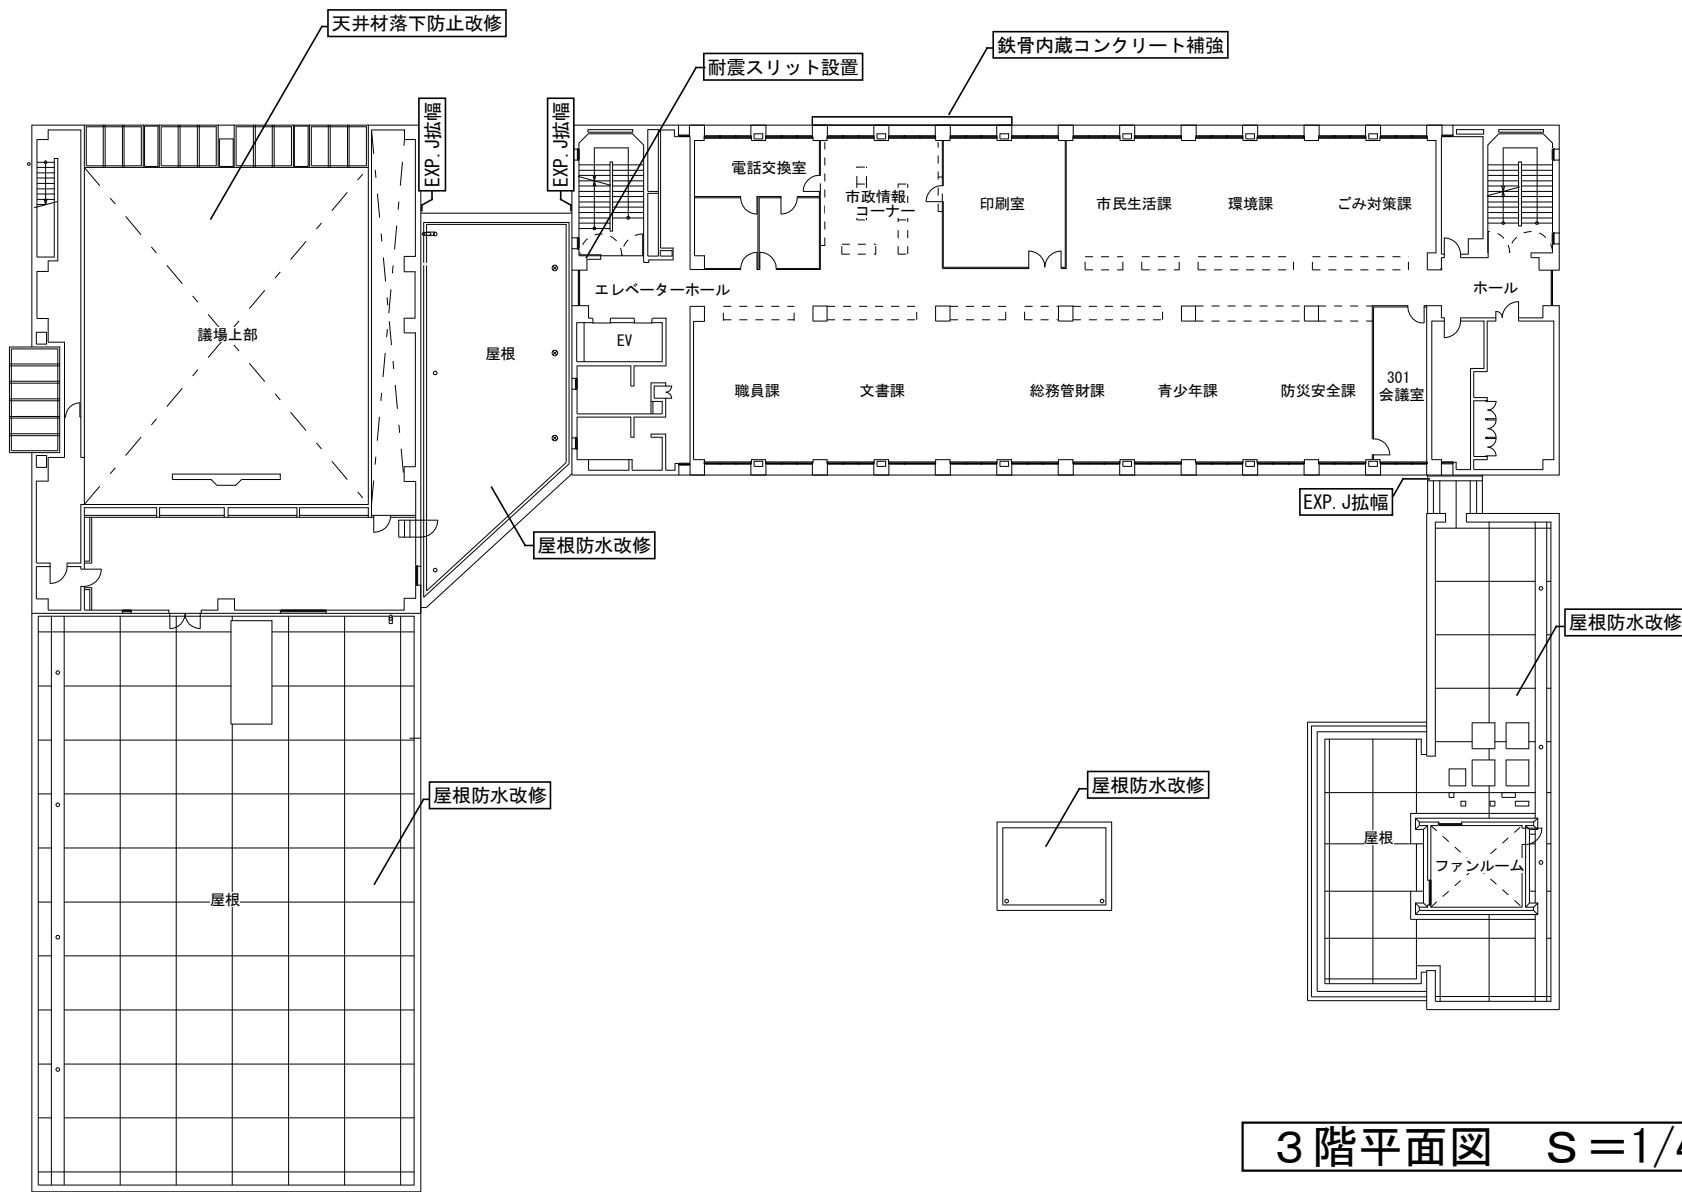 天井材落下防止改修
鉄骨内蔵コンクリート補強
耐震スリット設置
EXP.J拡幅
EXP.J拡幅
電話交換室
市政情報
コーナー
印刷室
市民生活課
環境課
ごみ対策課
エレベーターホール
ホール
議場上部
屋根
EV
職員課
文書課
総務管財課
青少年課
防災安全課
301
会議室
EXP.J拡幅
屋根防水改修
屋根防水改修
屋根防水改修
屋根防水改修
屋根
ファンルーム
屋根
3階平面図 S=1/4